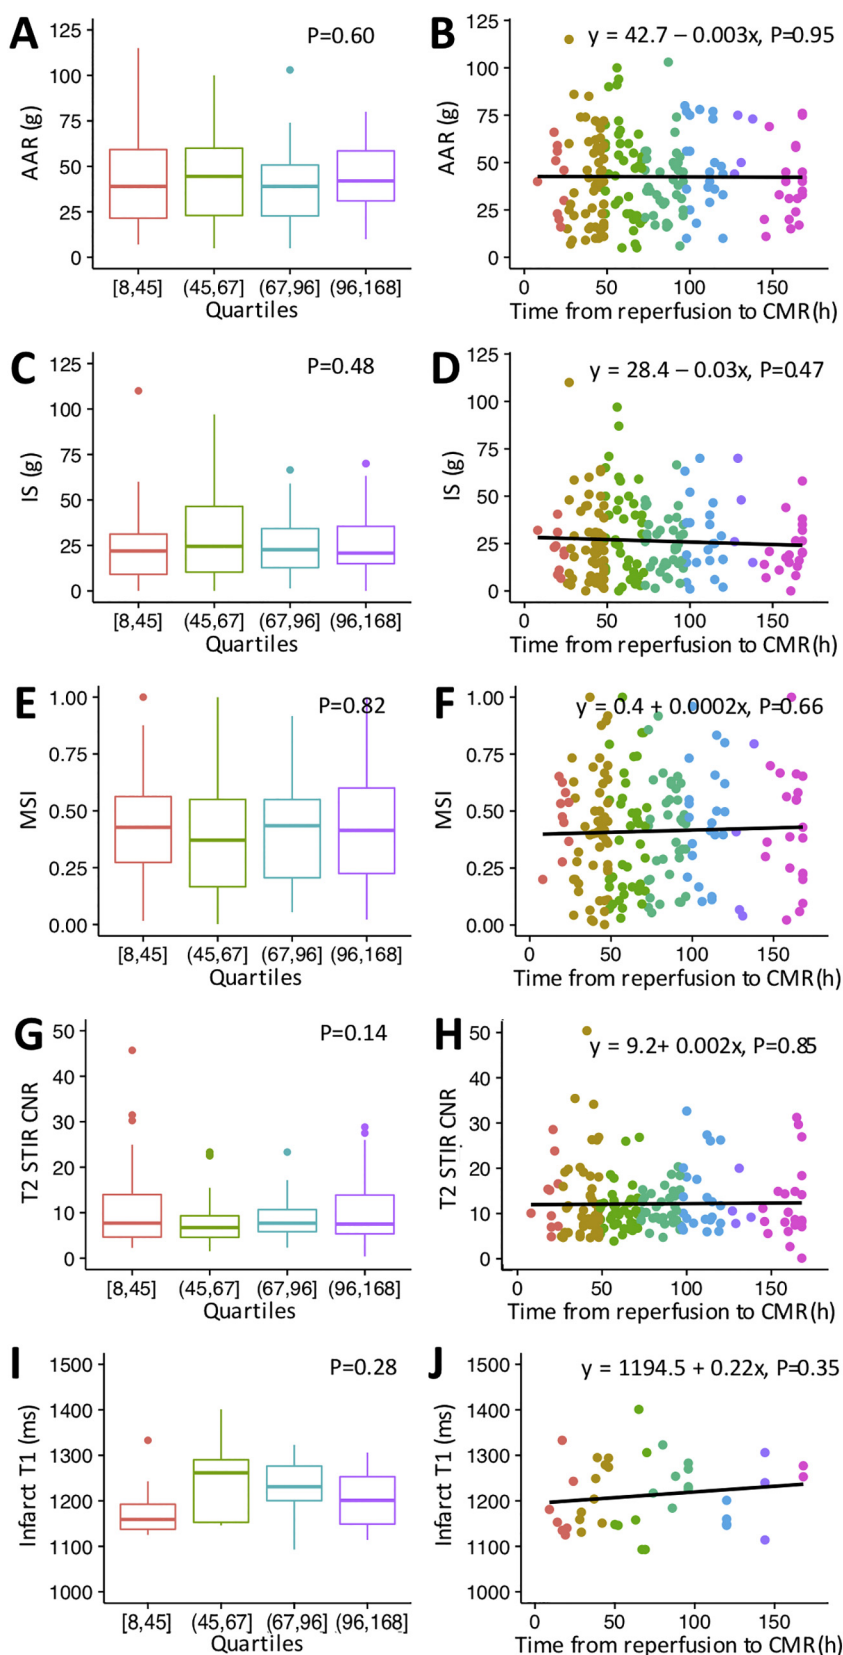 A
P=0.60
AAR (g)
125
100
75
50
25
0
[8,45]
(45,67]
(67,96]
(96,168]
Quartiles
B
y = 42.7 – 0.003x, P=0.95
AAR (g)
125
100
75
50
25
0
0
50
100
150
Time from reperfusion to CMR(h)
C
P=0.48
IS (g)
125
100
75
50
25
0
[8,45]
(45,67]
(67,96]
(96,168]
Quartiles
D
y = 28.4 – 0.03x, P=0.47
IS (g)
125
100
75
50
25
0
0
50
100
150
Time from reperfusion to CMR(h)
E
P=0.82
MSI
1.00
0.75
0.50
0.25
0.00
[8,45]
(45,67]
(67,96]
(96,168]
Quartiles
F
y = 0.4 + 0.0002x, P=0.66
MSI
1.00
0.75
0.50
0.25
0.00
0
50
100
150
Time from reperfusion to CMR(h)
G
P=0.14
T2 STIR CNR
50
40
30
20
10
0
[8,45]
(45,67]
(67,96]
(96,168]
Quartiles
H
y = 9.2+ 0.002x, P=0.85
T2 STIR CNR
50
40
30
20
10
0
0
50
100
150
Time from reperfusion to CMR(h)
I
P=0.28
Infarct T1 (ms)
1500
1400
1300
1200
1100
1000
[8,45]
(45,67]
(67,96]
(96,168]
Quartiles
J
y = 1194.5 + 0.22x, P=0.35
Infarct T1 (ms)
1500
1400
1300
1200
1100
1000
0
50
100
150
Time from reperfusion to CMR(h)